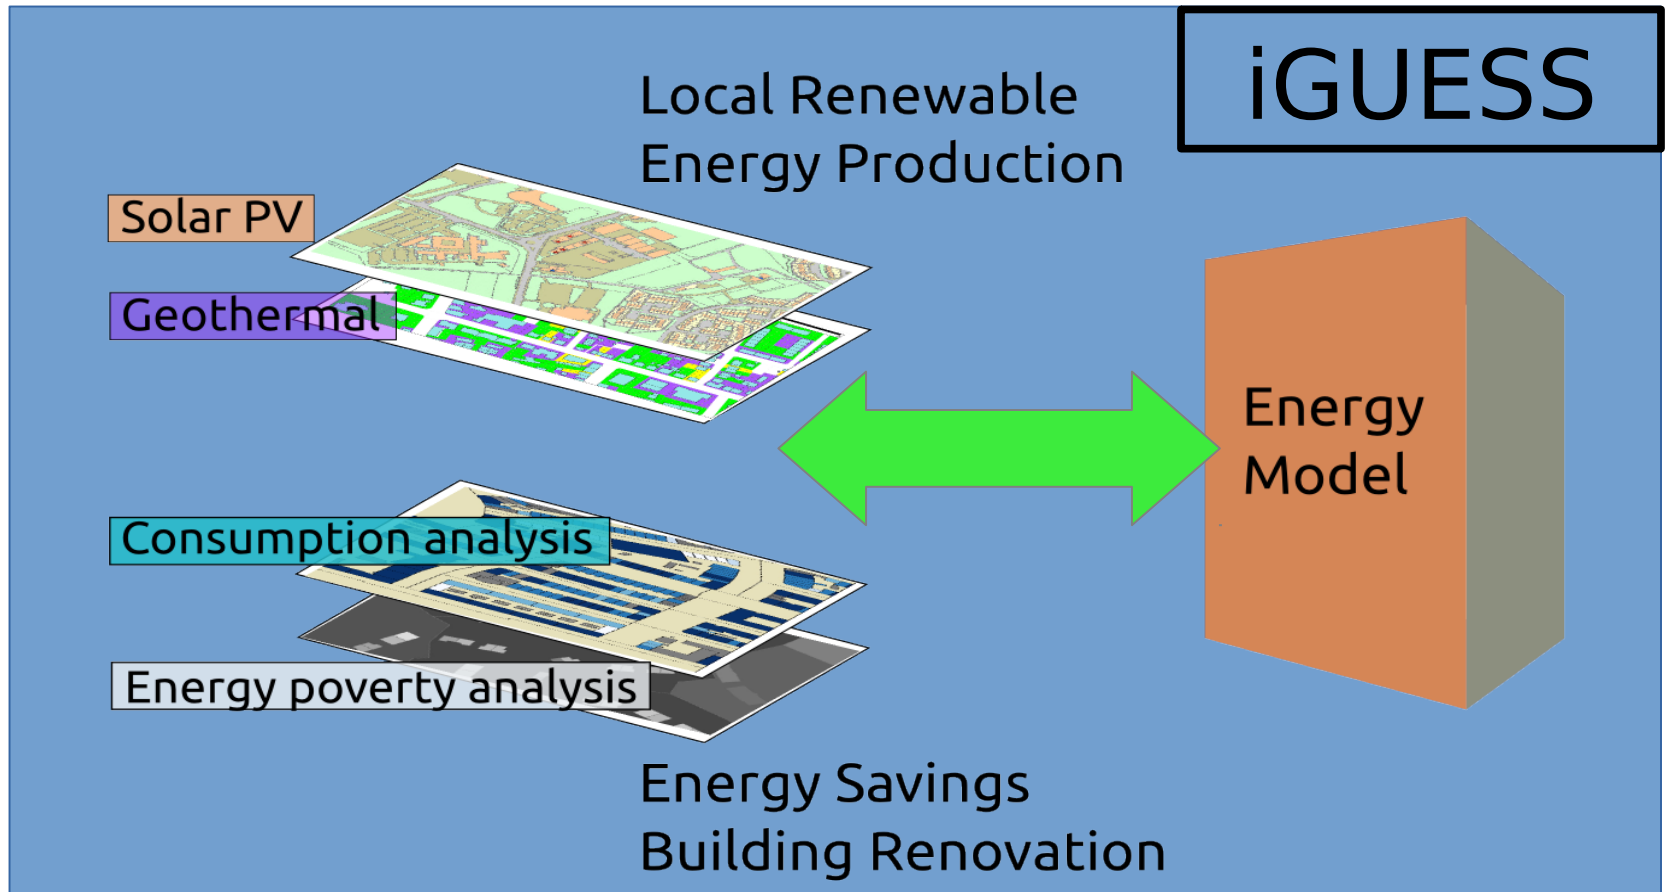 iGUESS
Local Renewable
Energy Production
Solar PV
Geothermal
Energy
Model
Consumption analysis
Energy poverty analysis
Energy Savings
Building Renovation